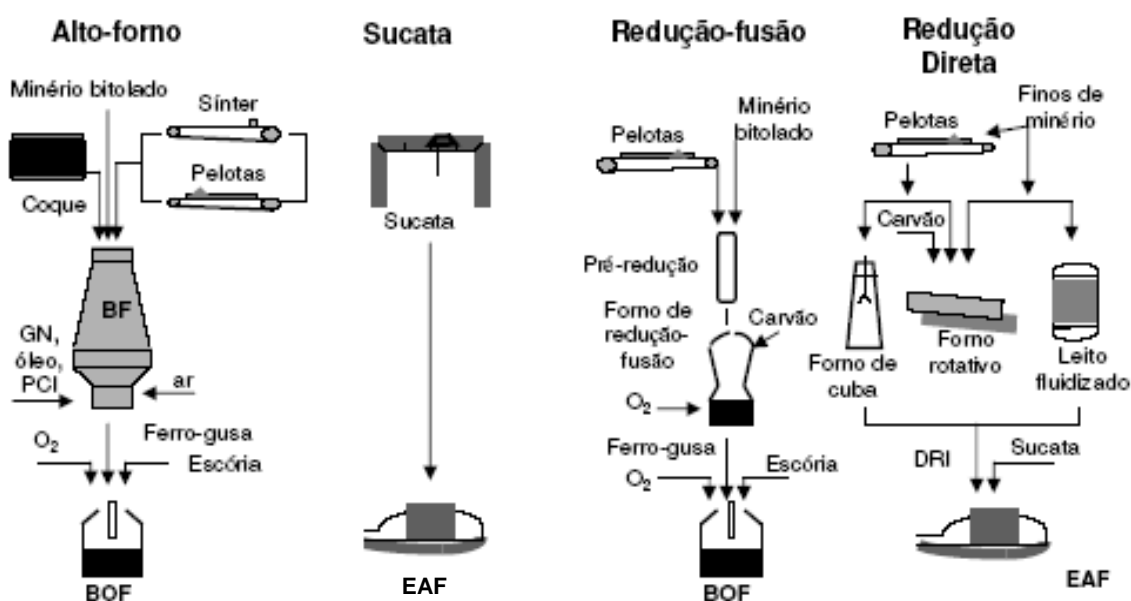 Alto-forno
Minério bitolado
Sínter
Pelotas
Coque
BF
GN,
óleo,
PCI
ar
O2
Ferro-gusa
Escória
BOF
Sucata
Sucata
EAF
Redução-fusão
Pelotas
Minério
bitolado
Pré-redução
Forno de
redução-
fusão
Carvão
O2
Ferro-gusa
O2
Escória
BOF
Redução
Direta
Pelotas
Finos de
minério
Carvão
Forno de
cuba
Forno
rotativo
Leito
fluidizado
DRI
Sucata
EAF